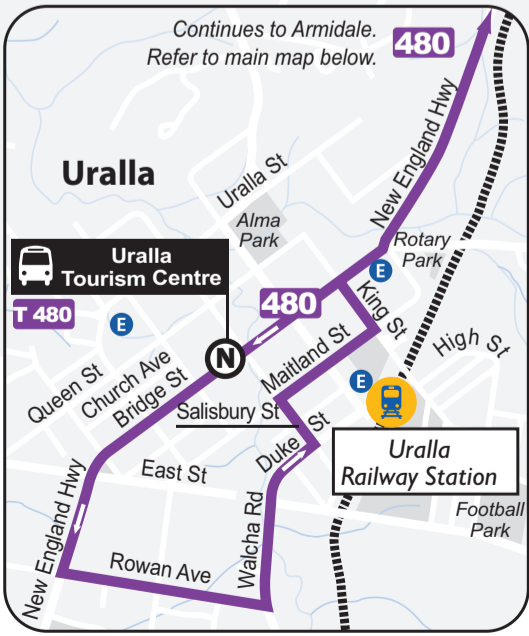 Continues to Armidale.
Refer to main map below.
480
New England Hwy
Uralla
Uralla St
Alma
Park
Rotary
Park
E
Uralla
Tourism Centre
T 480
E
480
King St
N
Maitland St
High St
E
Queen St
Church Ave
Bridge St
Salisbury St
Duke St
Uralla
Railway Station
East St
Football
Park
New England Hwy
Walcha Rd
Rowan Ave